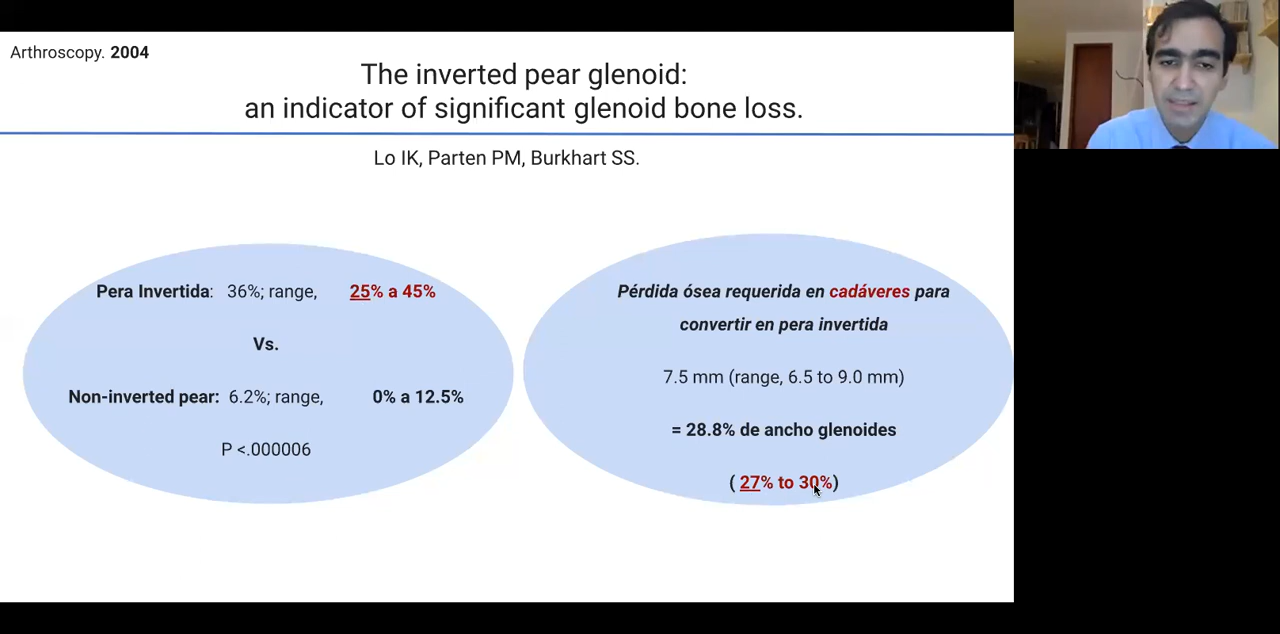 Arthroscopy. 2004
The inverted pear glenoid:
an indicator of significant glenoid bone loss.
Lo IK, Parten PM, Burkhart SS.
Pera Invertida: 36%; range, 25% a 45%
Vs.
Non-inverted pear: 6.2%; range, 0% a 12.5%
P <.000006
Pérdida ósea requerida en cadáveres para
convertir en pera invertida
7.5 mm (range, 6.5 to 9.0 mm)
= 28.8% de ancho glenoides
( 27% to 30%)